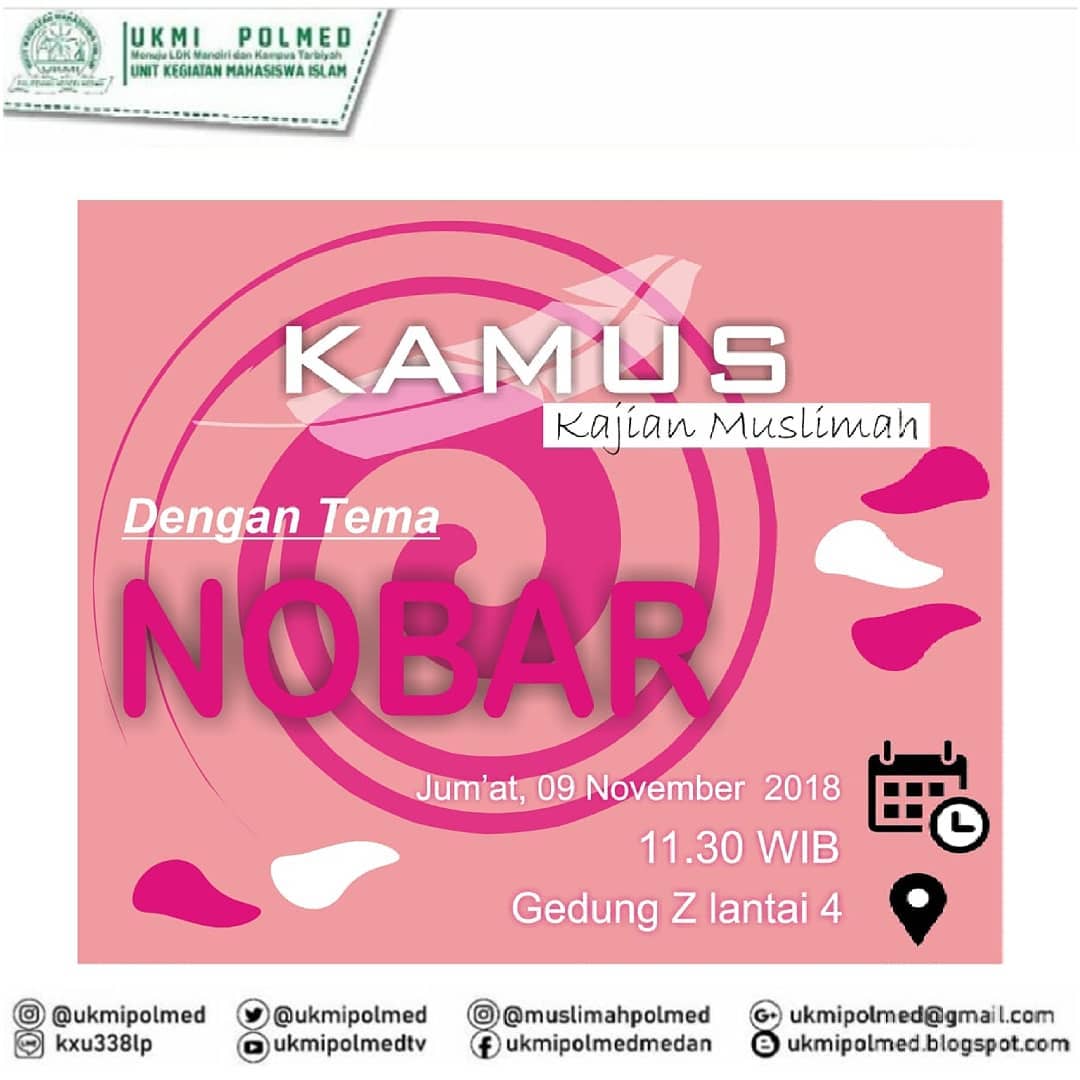 UKMI POLMED
Menuju LDK Mandiri dan Kampus Tarbiyah
UNIT KEGIATAN MAHASISWA ISLAM
UKMI
KAMUS
Kajian Muslimah
Dengan Tema
NOBAR
Jum'at, 09 November 2018
11.30 WIB
Gedung Z lantai 4
@ukmipolmed @ukmipolmed @muslimahpolmed ukmipolmed@gmail.com
kxu338lp ukmipolmedtv ukmipolmedmedan ukmipolmed.blogspot.com